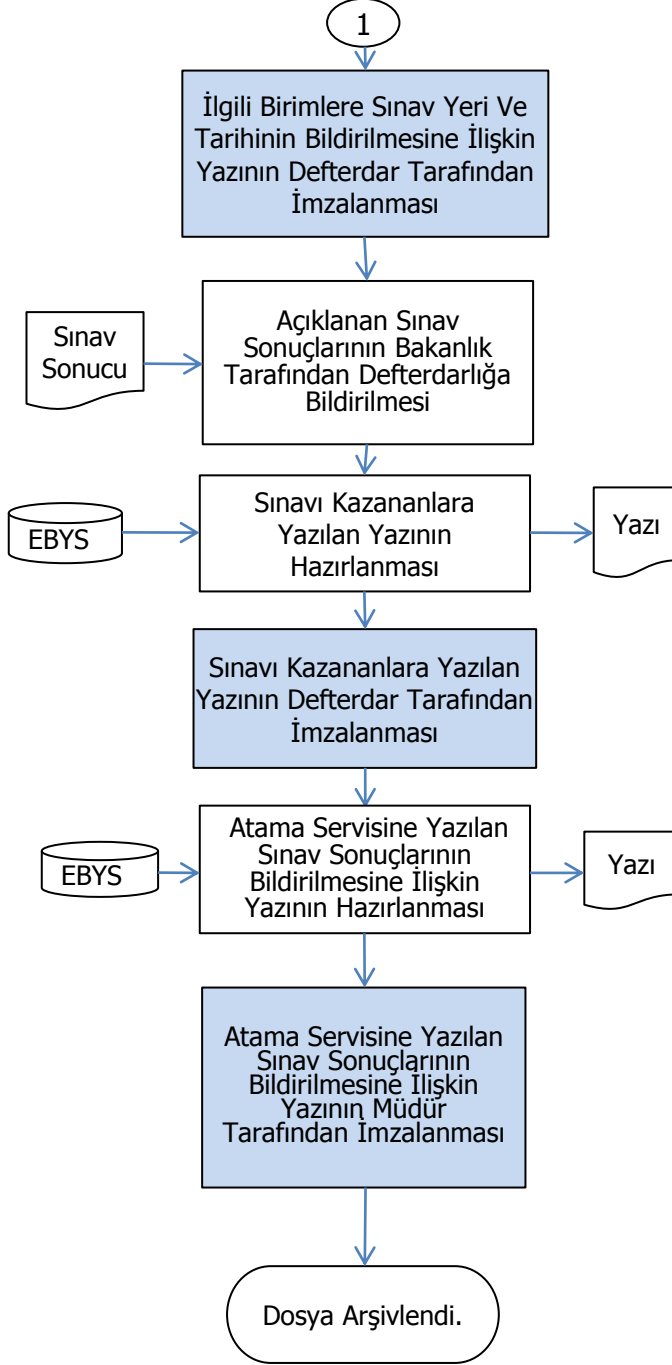 1
İlgili Birimlere Sınav Yeri Ve
Tarihinin Bildirilmesine İlişkin
Yazının Defterdar Tarafından
İmzalanması
Sınav
Sonucu
Açıklanan Sınav
Sonuçlarının Bakanlık
Tarafından Defterdarlığa
Bildirilmesi
EBYS
Sınavı Kazananlara
Yazılan Yazının
Hazırlanması
Yazı
Sınavı Kazananlara Yazılan
Yazının Defterdar Tarafından
İmzalanması
EBYS
Atama Servisine Yazılan
Sınav Sonuçlarının
Bildirilmesine İlişkin
Yazının Hazırlanması
Yazı
Atama Servisine Yazılan
Sınav Sonuçlarının
Bildirilmesine İlişkin
Yazının Müdür
Tarafından İmzalanması
Dosya Arşivlendi.